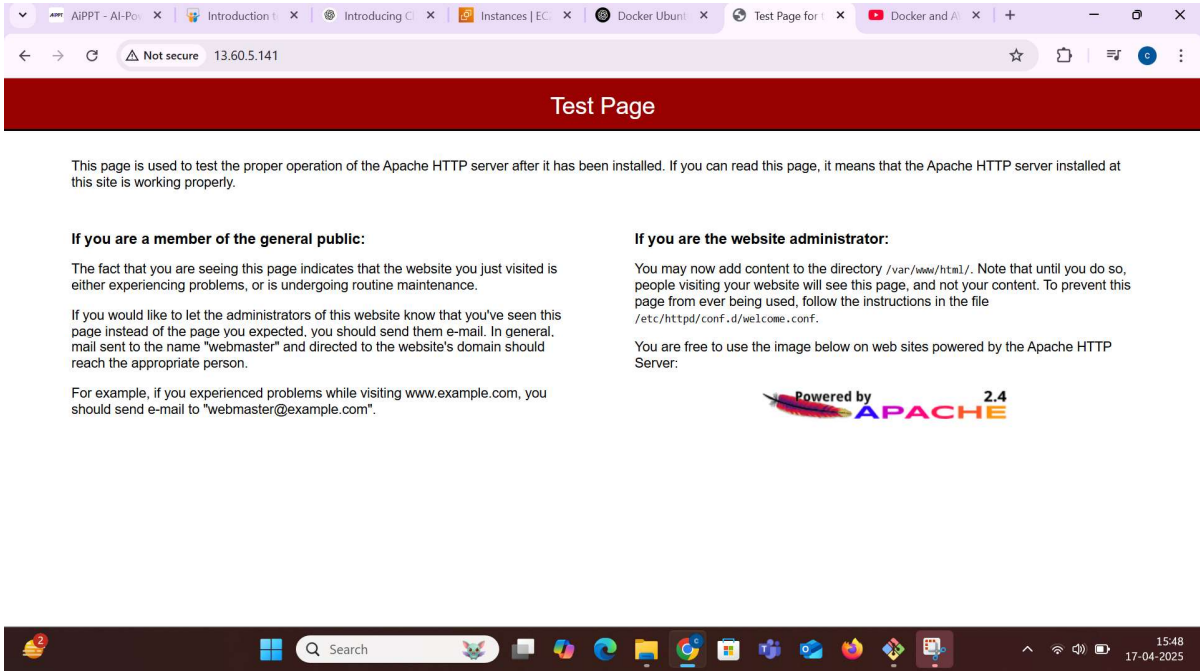 AiPPT - AI-Pow
Introduction t
Introducing C
Instances | EC
Docker Ubunt
Test Page for t
Docker and A
Not secure 13.60.5.141
Test Page
This page is used to test the proper operation of the Apache HTTP server after it has been installed. If you can read this page, it means that the Apache HTTP server installed at
this site is working properly.
If you are a member of the general public:
The fact that you are seeing this page indicates that the website you just visited is
either experiencing problems, or is undergoing routine maintenance.
If you would like to let the administrators of this website know that you've seen this
page instead of the page you expected, you should send them e-mail. In general,
mail sent to the name "webmaster" and directed to the website's domain should
reach the appropriate person.
For example, if you experienced problems while visiting www.example.com, you
should send e-mail to "webmaster@example.com".
If you are the website administrator:
You may now add content to the directory /var/www/html/. Note that until you do so,
people visiting your website will see this page, and not your content. To prevent this
page from ever being used, follow the instructions in the file
/etc/httpd/conf.d/welcome.conf.
You are free to use the image below on web sites powered by the Apache HTTP
Server:
Powered by 2.4
APACHE
2
Search
15:48
17-04-2025